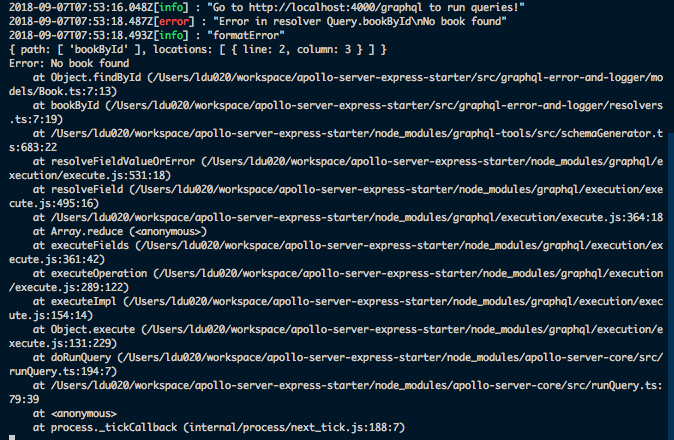 2018-09-07T07:53:16.048Z[info] : "Go to http://localhost:4000/graphql to run queries!"
2018-09-07T07:53:18.487Z[error] : "Error in resolver Query.bookById\nNo book found"
2018-09-07T07:53:18.493Z[info] : "formatError"
{ path: [ 'bookById' ], locations: [ { line: 2, column: 3 } ] }
Error: No book found
    at Object.findById (/Users/ldu020/workspace/apollo-server-express-starter/src/graphql-error-and-logger/mo
dels/Book.ts:7:13)
    at bookById (/Users/ldu020/workspace/apollo-server-express-starter/src/graphql-error-and-logger/resolvers
.ts:7:19)
    at /Users/ldu020/workspace/apollo-server-express-starter/node_modules/graphql-tools/src/schemaGenerator.t
s:683:22
    at resolveFieldValueOrError (/Users/ldu020/workspace/apollo-server-express-starter/node_modules/graphql/e
xecution/execute.js:531:18)
    at resolveField (/Users/ldu020/workspace/apollo-server-express-starter/node_modules/graphql/execution/exe
cute.js:495:16)
    at /Users/ldu020/workspace/apollo-server-express-starter/node_modules/graphql/execution/execute.js:364:18
    at Array.reduce (<anonymous>)
    at executeFields (/Users/ldu020/workspace/apollo-server-express-starter/node_modules/graphql/execution/ex
ecute.js:361:42)
    at executeOperation (/Users/ldu020/workspace/apollo-server-express-starter/node_modules/graphql/execution
/execute.js:289:122)
    at executeImpl (/Users/ldu020/workspace/apollo-server-express-starter/node_modules/graphql/execution/exec
ute.js:154:14)
    at Object.execute (/Users/ldu020/workspace/apollo-server-express-starter/node_modules/graphql/execution/e
xecute.js:131:229)
    at doRunQuery (/Users/ldu020/workspace/apollo-server-express-starter/node_modules/apollo-server-core/src/
runQuery.ts:194:7)
    at /Users/ldu020/workspace/apollo-server-express-starter/node_modules/apollo-server-core/src/runQuery.ts:
79:39
    at <anonymous>
    at process._tickCallback (internal/process/next_tick.js:188:7)